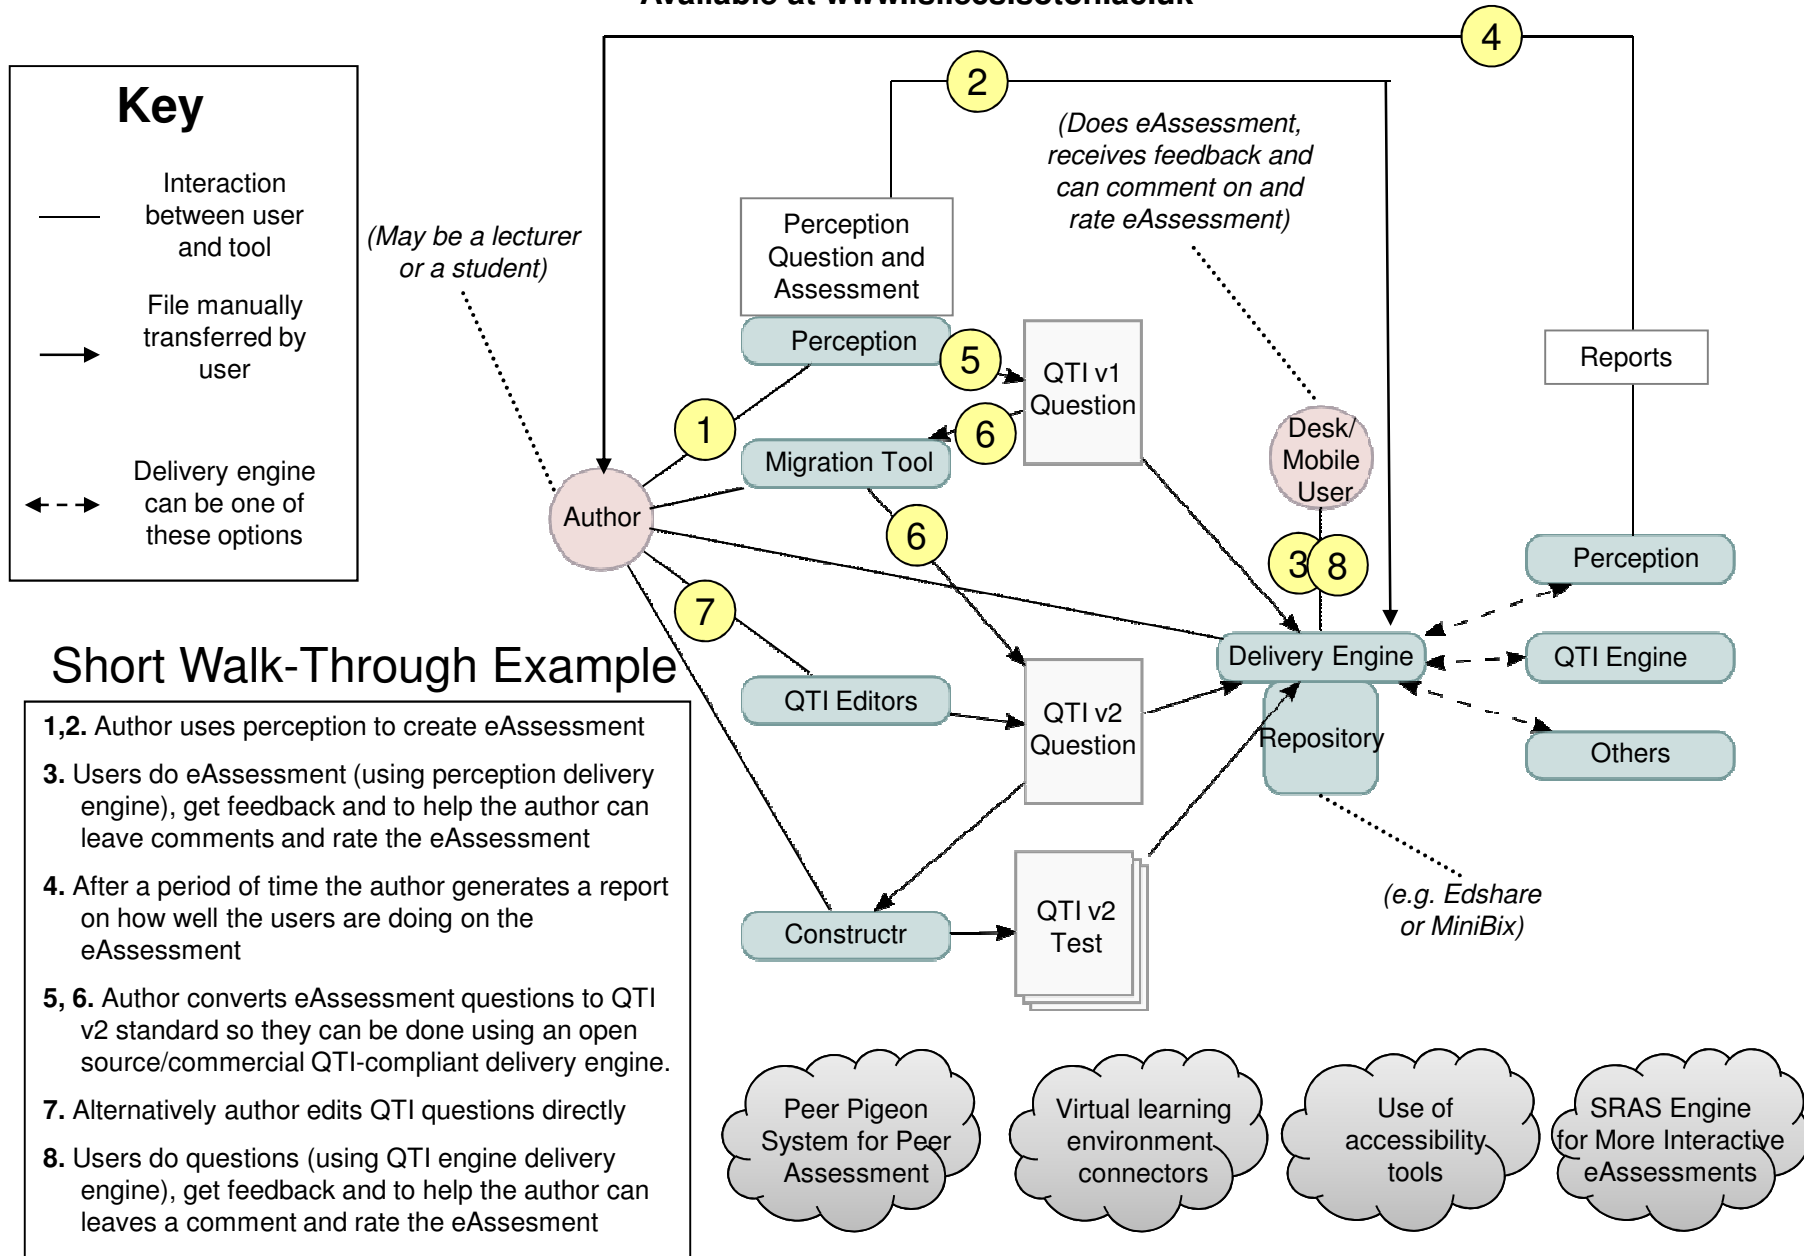 Key
Interaction
between user
and tool
File manually
transferred by
user
Delivery engine
can be one of
these options
(May be a lecturer
or a student)
4
2
(Does eAssessment,
receives feedback and
can comment on and
rate eAssessment)
Perception
Question and
Assessment
Perception
5
QTI v1
Question
Reports
1
6
Migration Tool
Desk/
Mobile
User
Author
6
3
8
Perception
7
Delivery Engine
QTI Engine
QTI Editors
QTI v2
Question
Repository
Others
Constructr
QTI v2
Test
(e.g. Edshare
or MiniBix)
Short Walk-Through Example
1,2. Author uses perception to create eAssessment
3. Users do eAssessment (using perception delivery
engine), get feedback and to help the author can
leave comments and rate the eAssessment
4. After a period of time the author generates a report
on how well the users are doing on the
eAssessment
5, 6. Author converts eAssessment questions to QTI
v2 standard so they can be done using an open
source/commercial QTI-compliant delivery engine.
7. Alternatively author edits QTI questions directly
8. Users do questions (using QTI engine delivery
engine), get feedback and to help the author can
leaves a comment and rate the eAssesment
Peer Pigeon
System for Peer
Assessment
Virtual learning
environment
connectors
Use of
accessibility
tools
SRAS Engine
for More Interactive
eAssessments